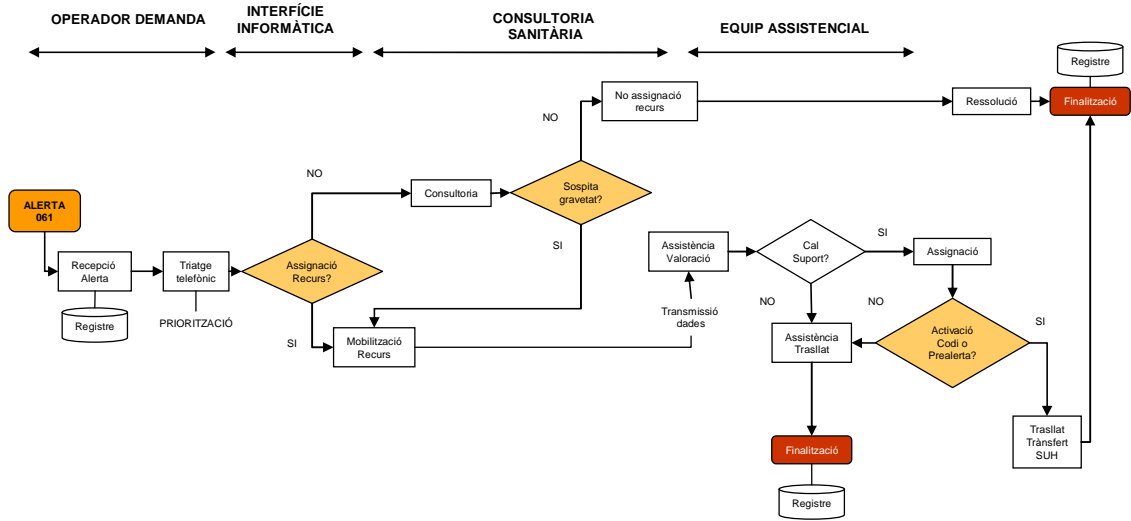 OPERADOR DEMANDA
INTERFÍCIE
INFORMÀTICA
CONSULTORIA
SANITÀRIA
EQUIP ASSISTENCIAL
Registre
Finalització
No assignació
recurs
Ressolució
NO
NO
Consultoria
Sospita
gravetat?
SI
ALERTA
061
Recepció
Alerta
Registre
Triatge
telefònic
PRIORITZACIÓ
Assignació
Recurs?
SI
Mobilització
Recurs
Transmissió
dades
Assistència
Valoració
Cal
Suport?
SI
Assignació
NO
NO
Assistència
Trasllat
Activació
Codi o
Prealerta?
SI
Trasllat
Trànsfert
SUH
Finalització
Registre